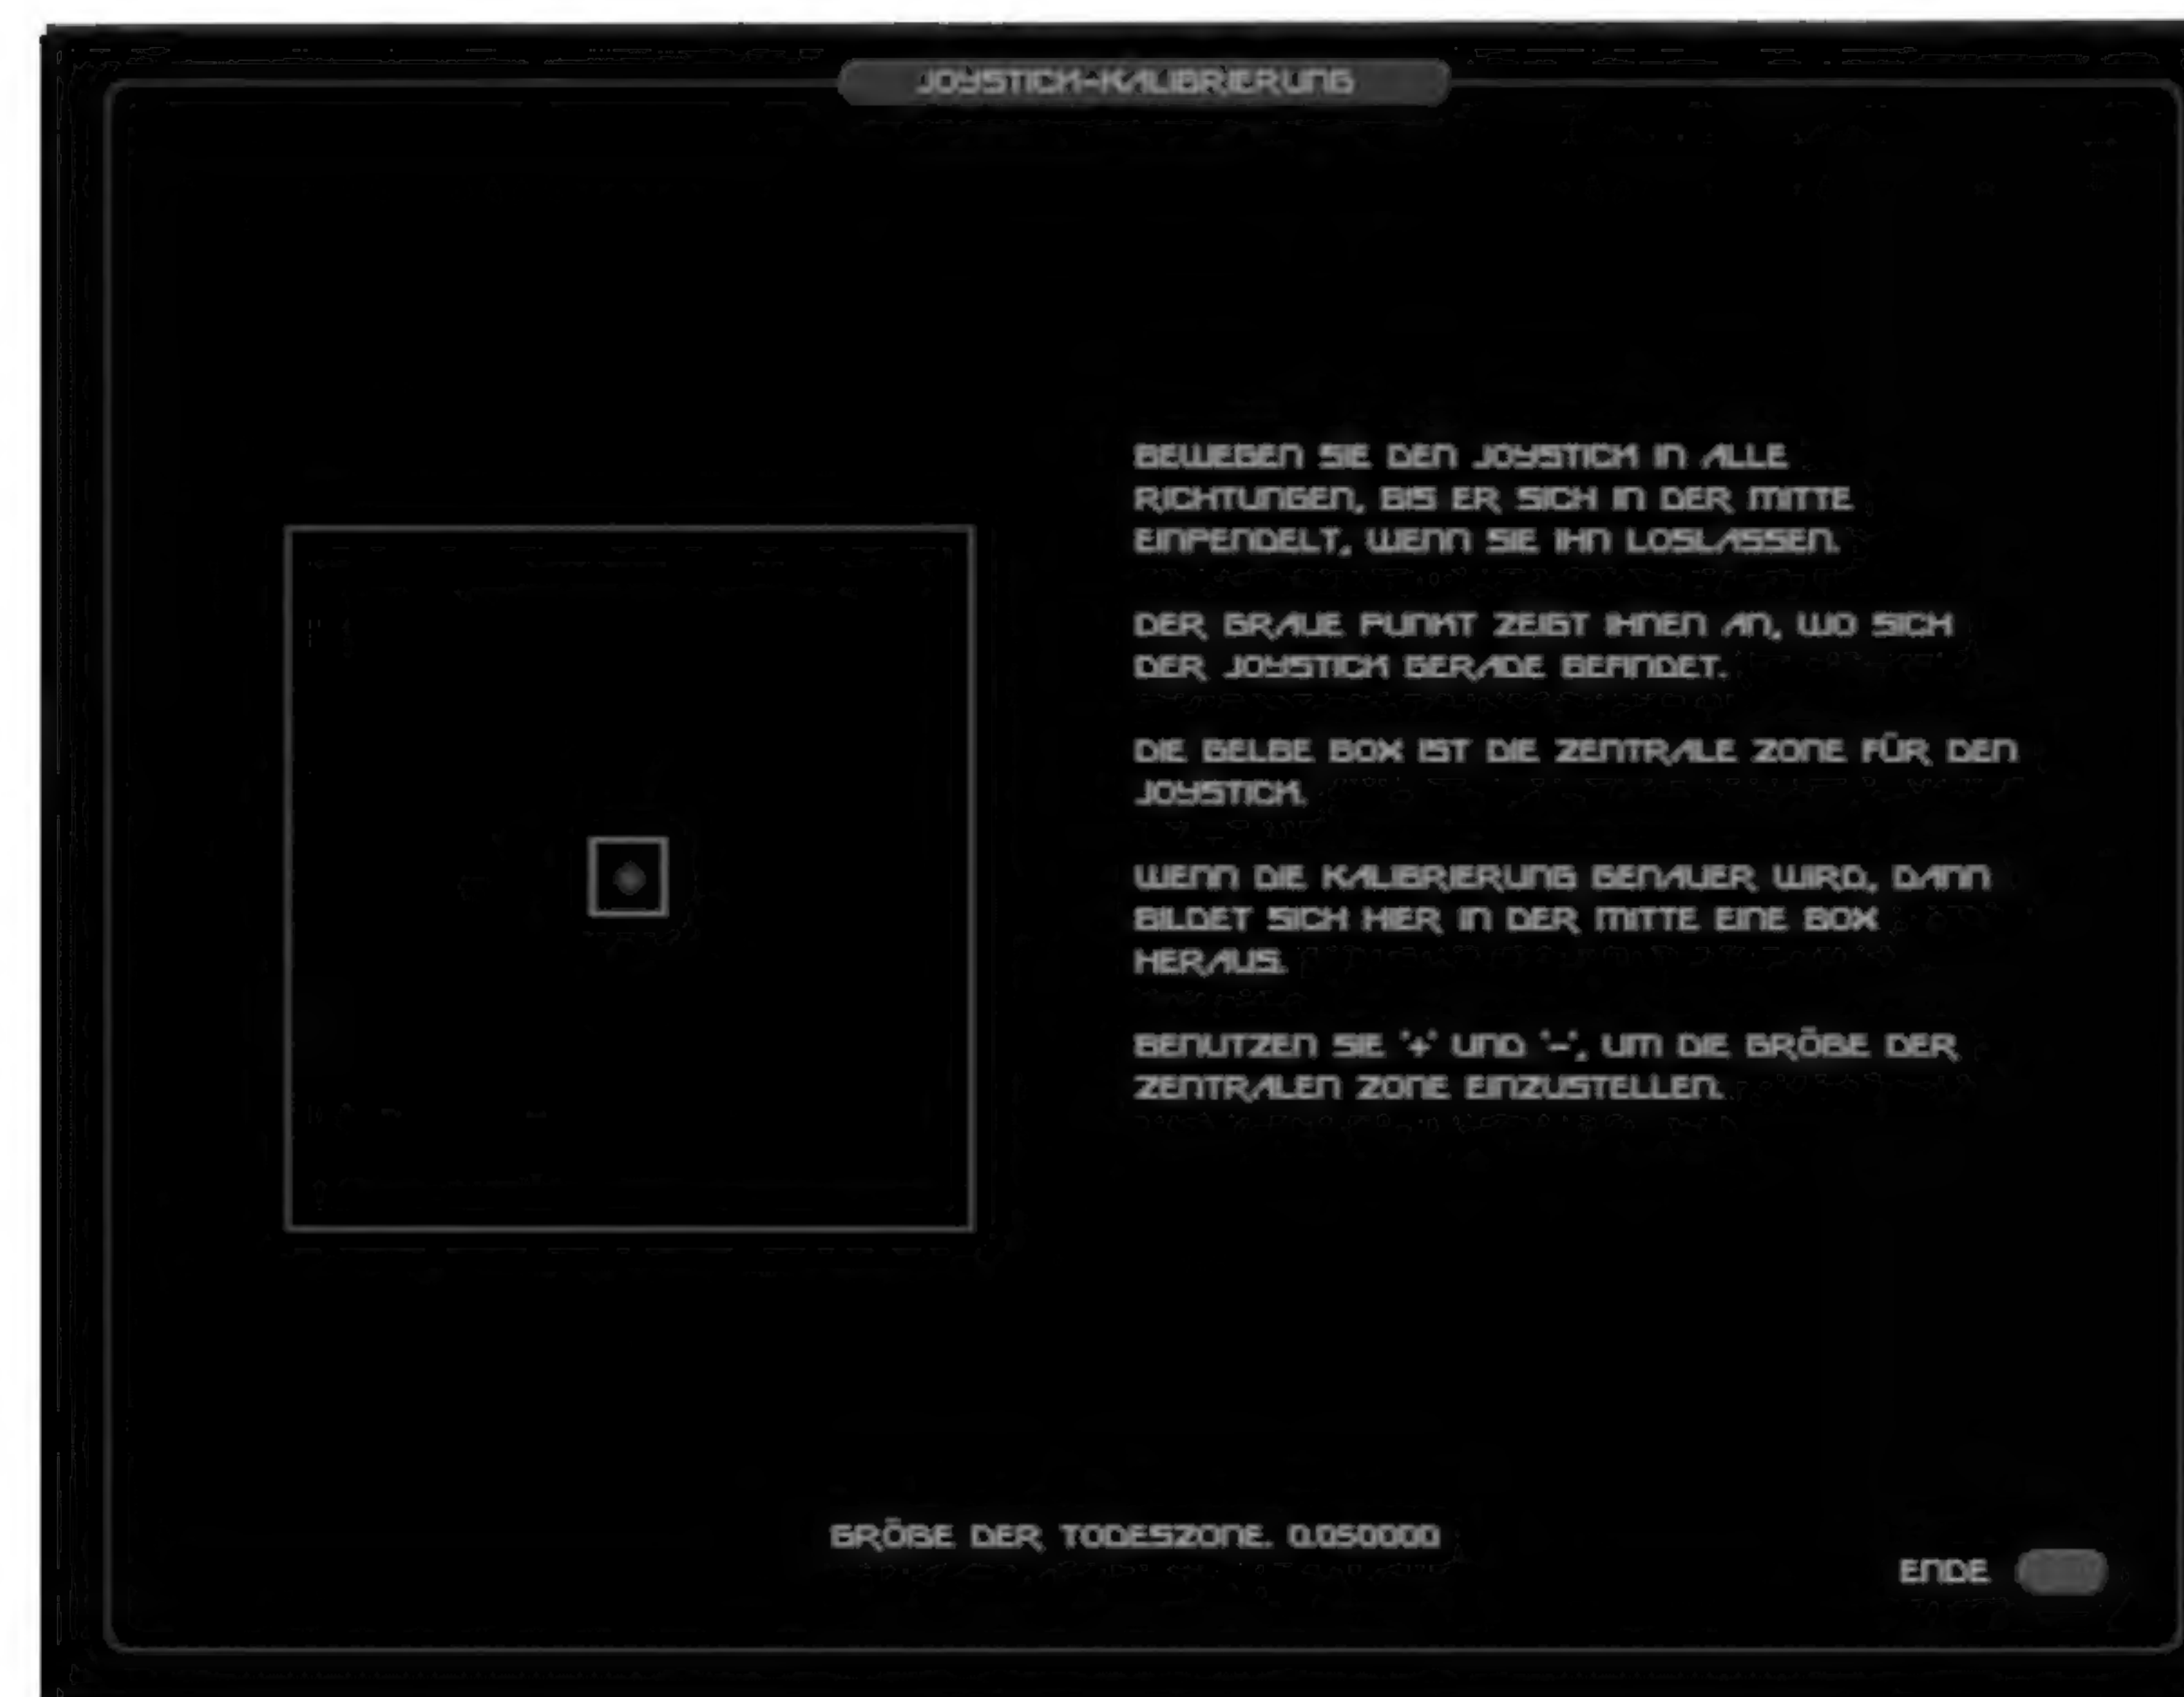 JOYSTICK-KALIBRIERUNG
BEWEGEN SIE DEN JOYSTICK IN ALLE
RICHTUNGEN, BIS ER SICH IN DER MITTE
EINPENDELT, WENN SIE IHN LOSLASSEN.
DER GRAUE PUNKT ZEIGT IHNEN AN, WO SICH
DER JOYSTICK GERADE BEFINDET.
DIE GELBE BOX IST DIE ZENTRALE ZONE FÜR DEN
JOYSTICK.
WENN DIE KALIBRIERUNG GENAUER WIRD, DANN
BILDET SICH HIER IN DER MITTE EINE BOX
HERAUS.
BENUTZEN SIE '+' UND '-', UM DIE GRÖßE DER
ZENTRALEN ZONE EINZUSTELLEN.
GRÖßE DER TODESZONE. 0.050000
ENDE